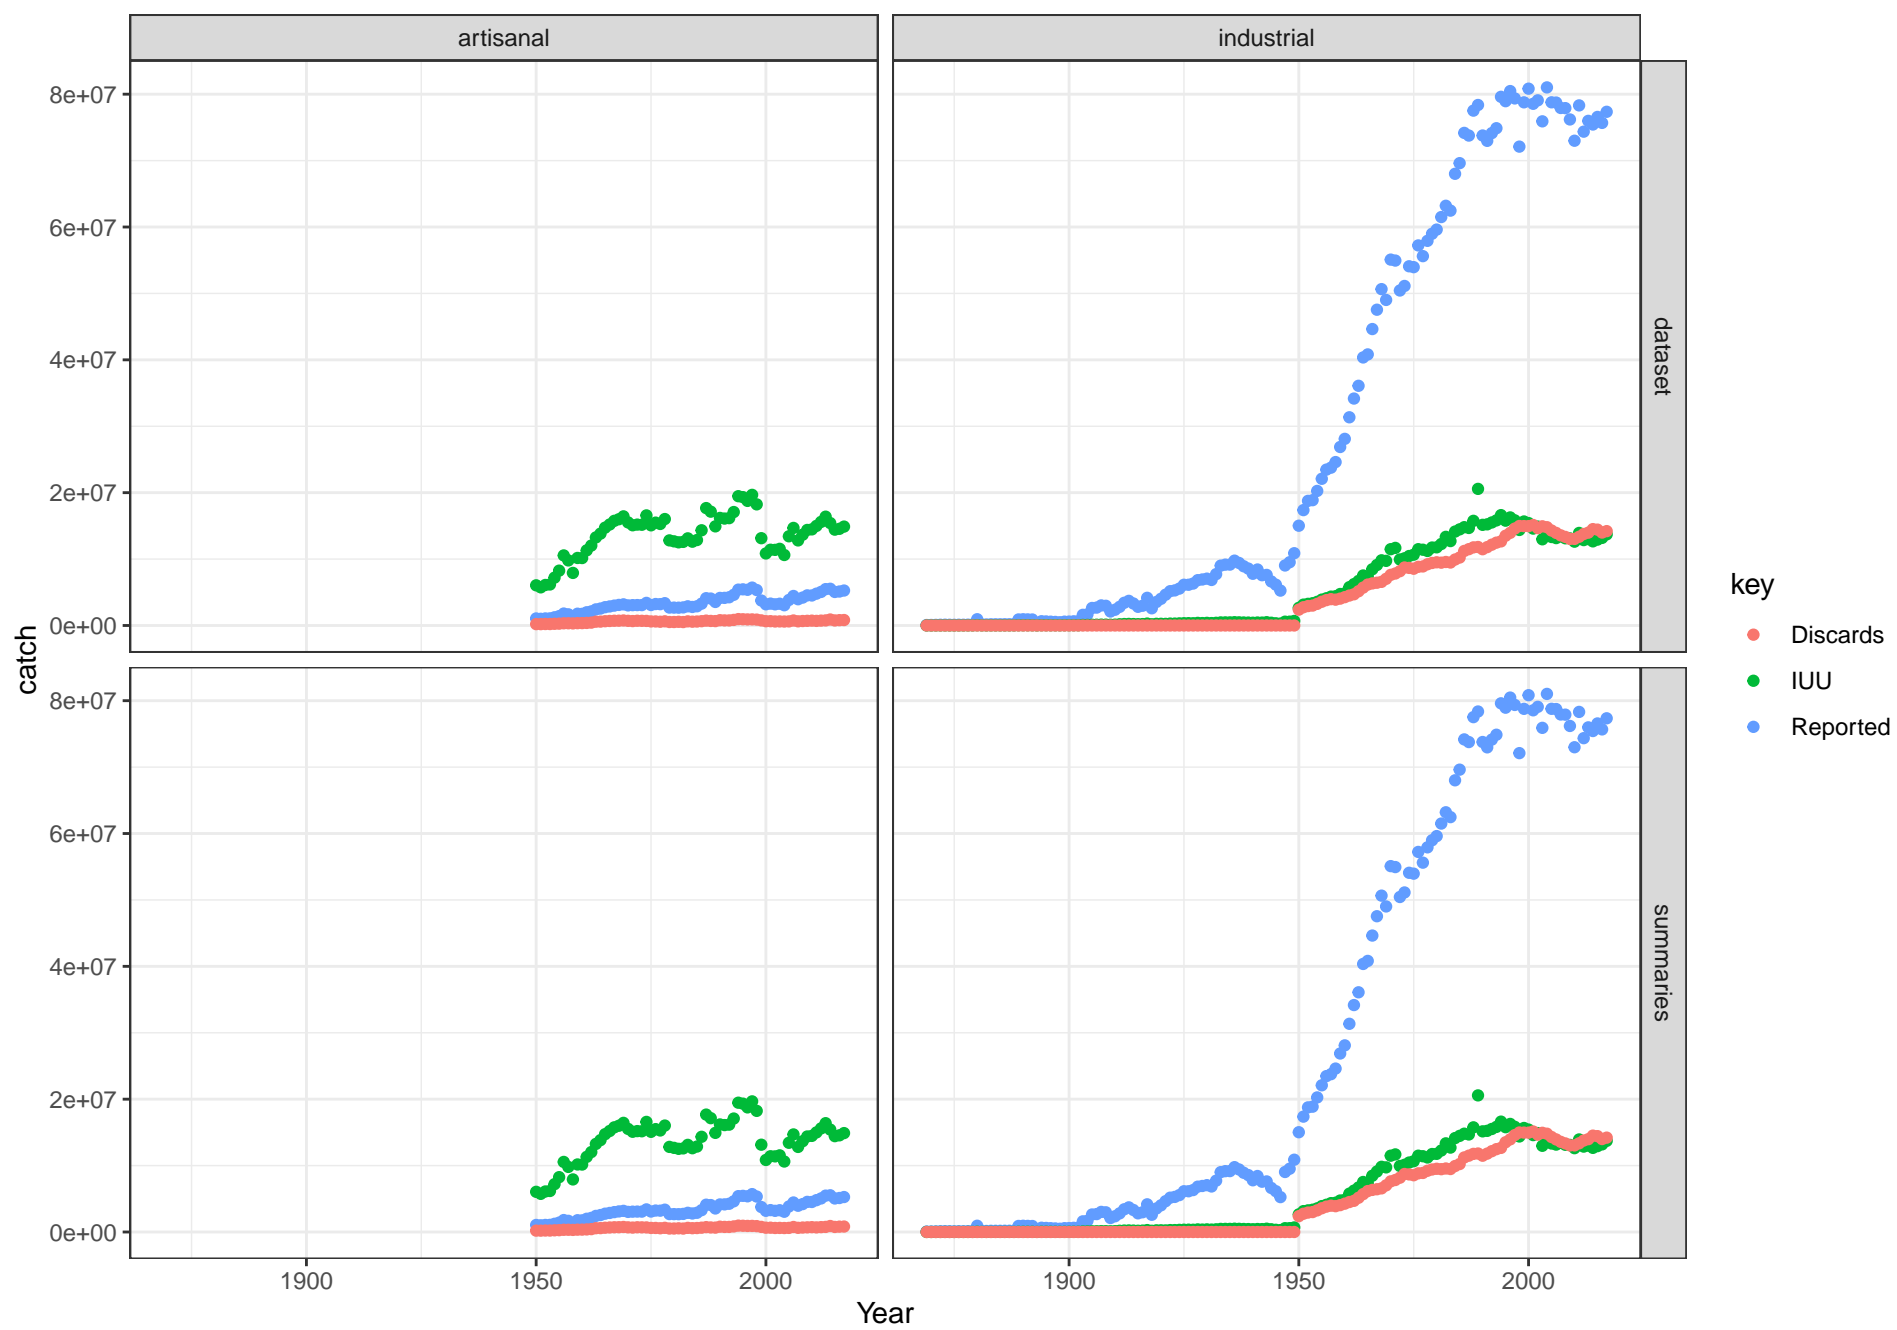 artisanal
industrial
8e+07
6e+07
4e+07
2e+07
0e+00
dataset
8e+07
6e+07
4e+07
2e+07
0e+00
summaries
catch
1900
1950
2000
1900
1950
2000
Year
key
Discards
IUU
Reported